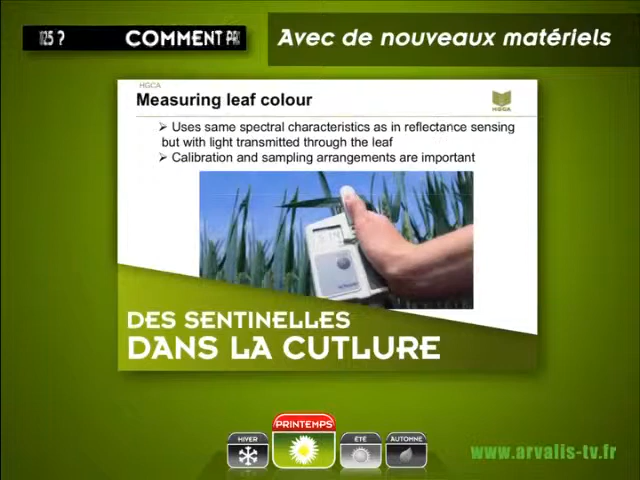 025 ?
COMMENT
Avec de nouveaux matériels
HGCA
Measuring leaf colour
HGCA
➢ Uses same spectral characteristics as in reflectance sensing
but with light transmitted through the leaf
➢ Calibration and sampling arrangements are important
DES SENTINELLES
DANS LA CUTLURE
HIVER
PRINTEMPS
ÉTÉ
AUTOMNE
www.arvalis-tv.fr